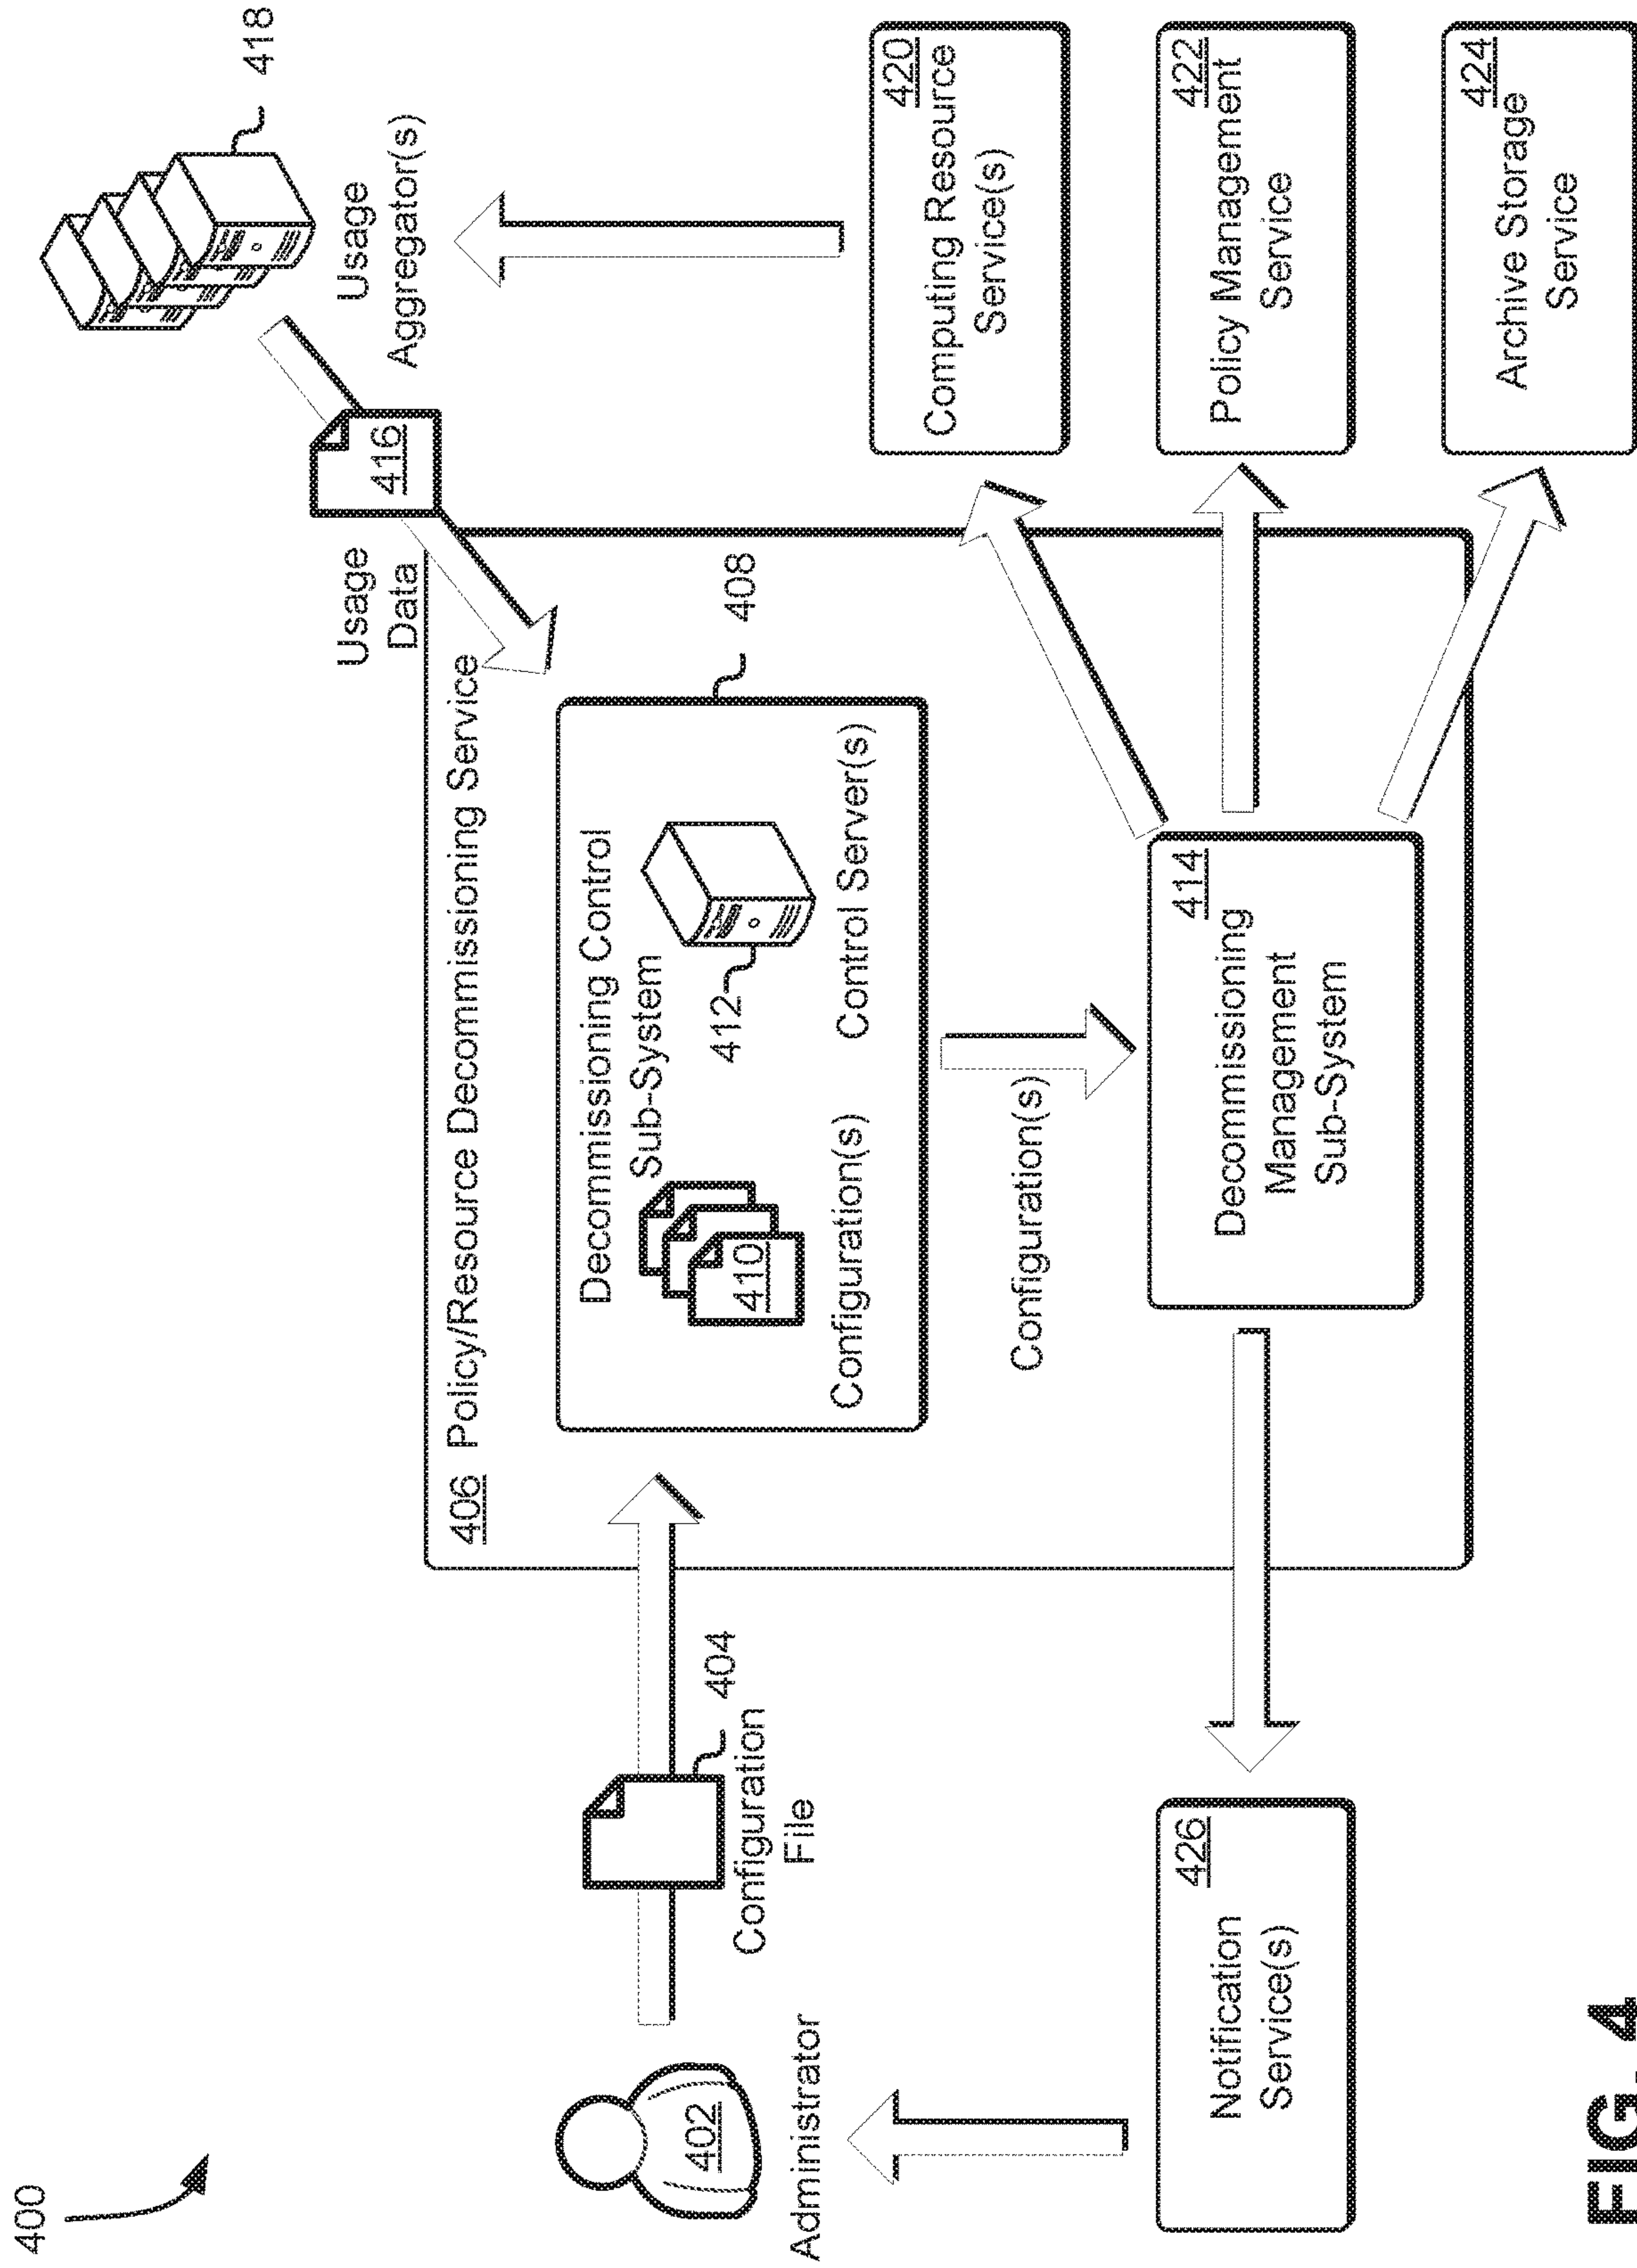 400
418
Usage
Aggregator(s)
416
Usage
Data
406 Policy/Resource Decommissioning Service
408
Decommissioning Control
Sub-System
410
412
Configuration(s)
Control Server(s)
404
Configuration
File
402
Administrator
Configuration(s)
420
Computing Resource
Service(s)
414
Decommissioning
Management
Sub-System
422
Policy Management
Service
426
Notification
Service(s)
424
Archive Storage
Service
FIG. 4